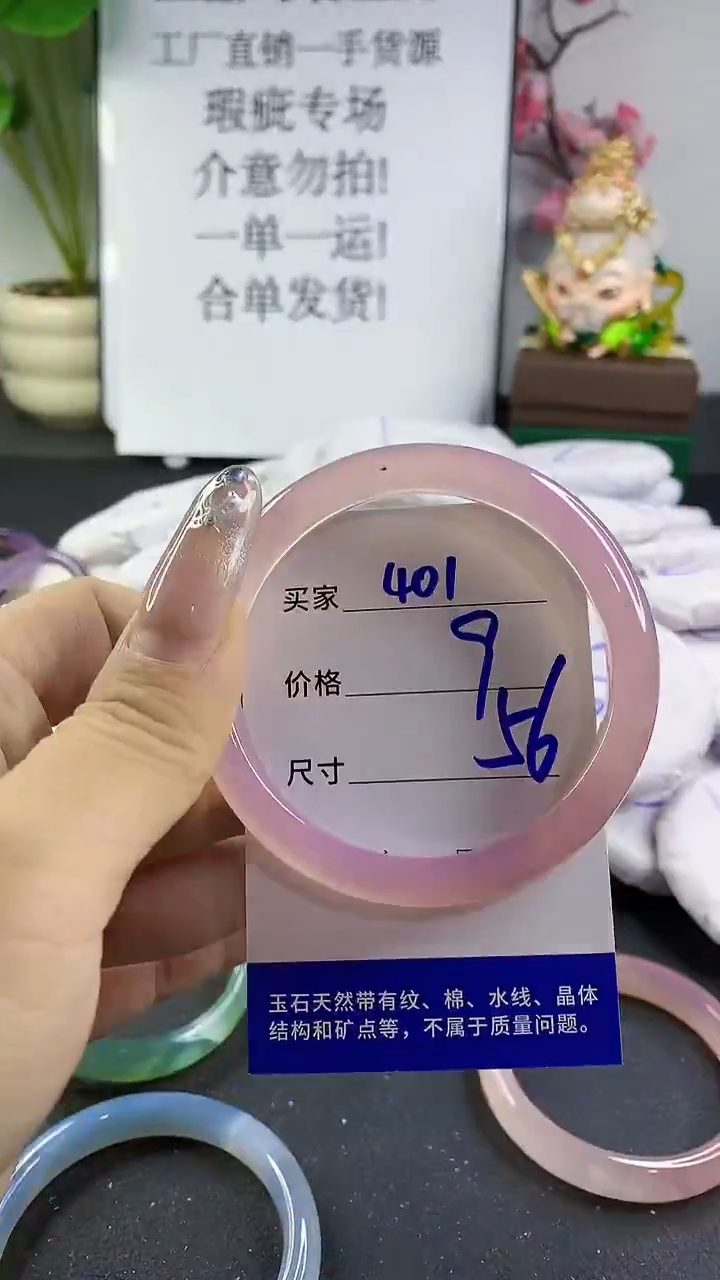 工厂直销一手货源
瑕疵专场
介意勿拍!
一单一运!
合单发货!
买家 401
价格 9
尺寸 56
玉石天然带有纹、棉、水线、晶体
结构和矿点等，不属于质量问题。